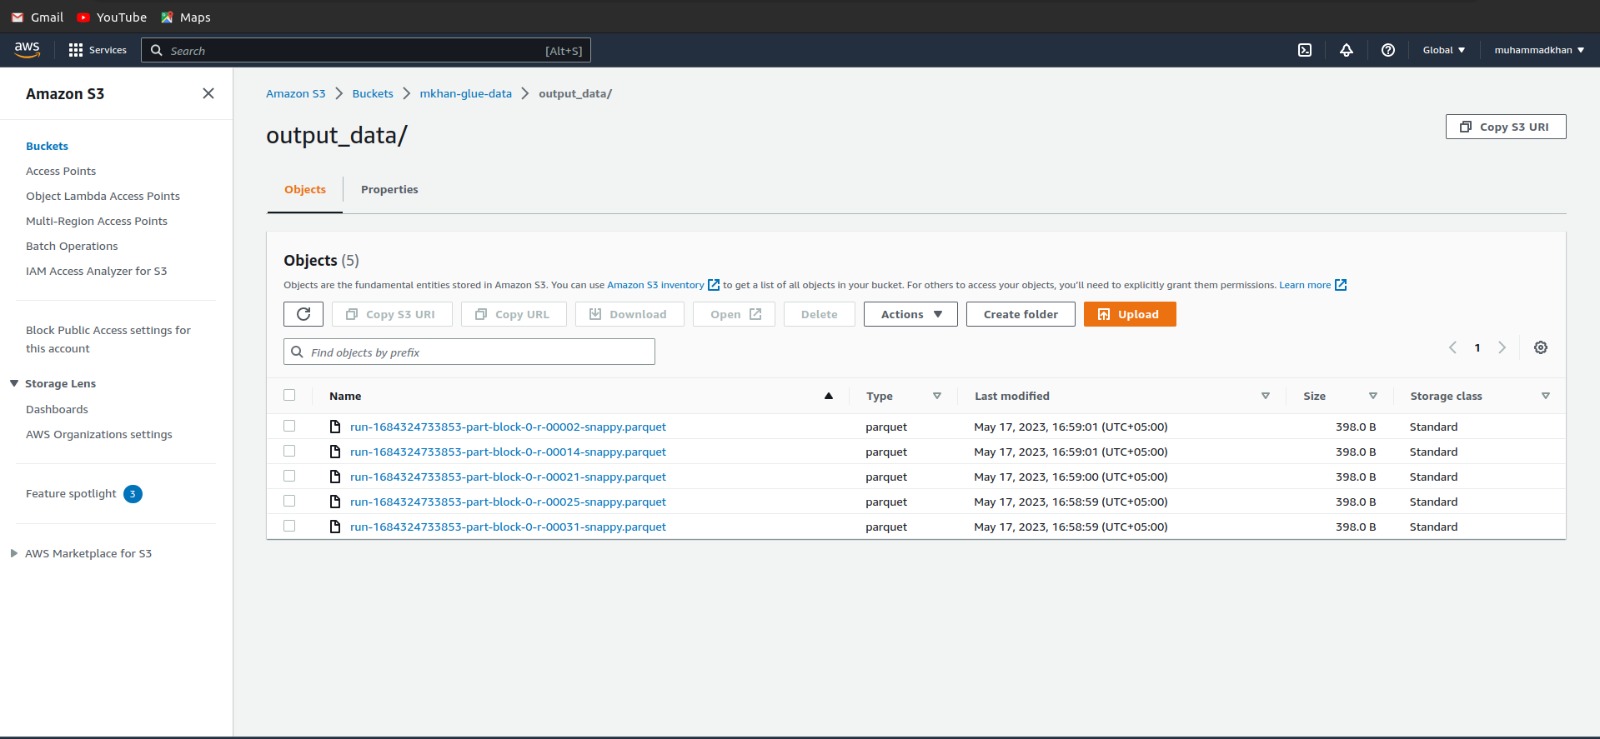 Gmail YouTube Maps
aws Services Search [Alt+S] Global muhammadkhan
Amazon S3
Buckets
Access Points
Object Lambda Access Points
Multi-Region Access Points
Batch Operations
IAM Access Analyzer for S3
Block Public Access settings for
this account
Storage Lens
Dashboards
AWS Organizations settings
Feature spotlight 3
AWS Marketplace for S3
Amazon S3 Buckets mkhan-glue-data output_data/
output_data/
Copy S3 URI
Objects Properties
Objects (5)
Objects are the fundamental entities stored in Amazon S3. You can use Amazon S3 inventory to get a list of all objects in your bucket. For others to access your objects, you'll need to explicitly grant them permissions. Learn more
Copy S3 URI Copy URL Download Open Delete Actions Create folder Upload
Find objects by prefix
1
Name Type Last modified Size Storage class
run-1684324733853-part-block-0-r-00002-snappy.parquet parquet May 17, 2023, 16:59:01 (UTC+05:00) 398.0 B Standard
run-1684324733853-part-block-0-r-00014-snappy.parquet parquet May 17, 2023, 16:59:01 (UTC+05:00) 398.0 B Standard
run-1684324733853-part-block-0-r-00021-snappy.parquet parquet May 17, 2023, 16:59:00 (UTC+05:00) 398.0 B Standard
run-1684324733853-part-block-0-r-00025-snappy.parquet parquet May 17, 2023, 16:58:59 (UTC+05:00) 398.0 B Standard
run-1684324733853-part-block-0-r-00031-snappy.parquet parquet May 17, 2023, 16:58:59 (UTC+05:00) 398.0 B Standard